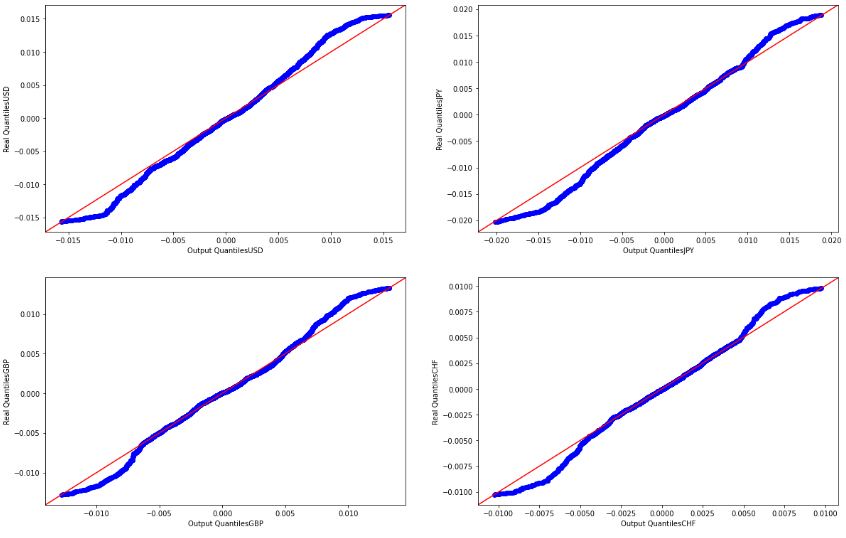 0.015
0.010
0.005
0.000
−0.005
−0.010
−0.015
Real QuantilesUSD
−0.015 −0.010 −0.005 0.000 0.005 0.010 0.015
Output QuantilesUSD
0.020
0.015
0.010
0.005
0.000
−0.005
−0.010
−0.015
−0.020
Real QuantilesJPY
−0.020 −0.015 −0.010 −0.005 0.000 0.005 0.010 0.015 0.020
Output QuantilesJPY
0.010
0.005
0.000
−0.005
−0.010
Real QuantilesGBP
−0.010 −0.005 0.000 0.005 0.010
Output QuantilesGBP
0.0100
0.0075
0.0050
0.0025
0.0000
−0.0025
−0.0050
−0.0075
−0.0100
Real QuantilesCHF
−0.0100 −0.0075 −0.0050 −0.0025 0.0000 0.0025 0.0050 0.0075 0.0100
Output QuantilesCHF